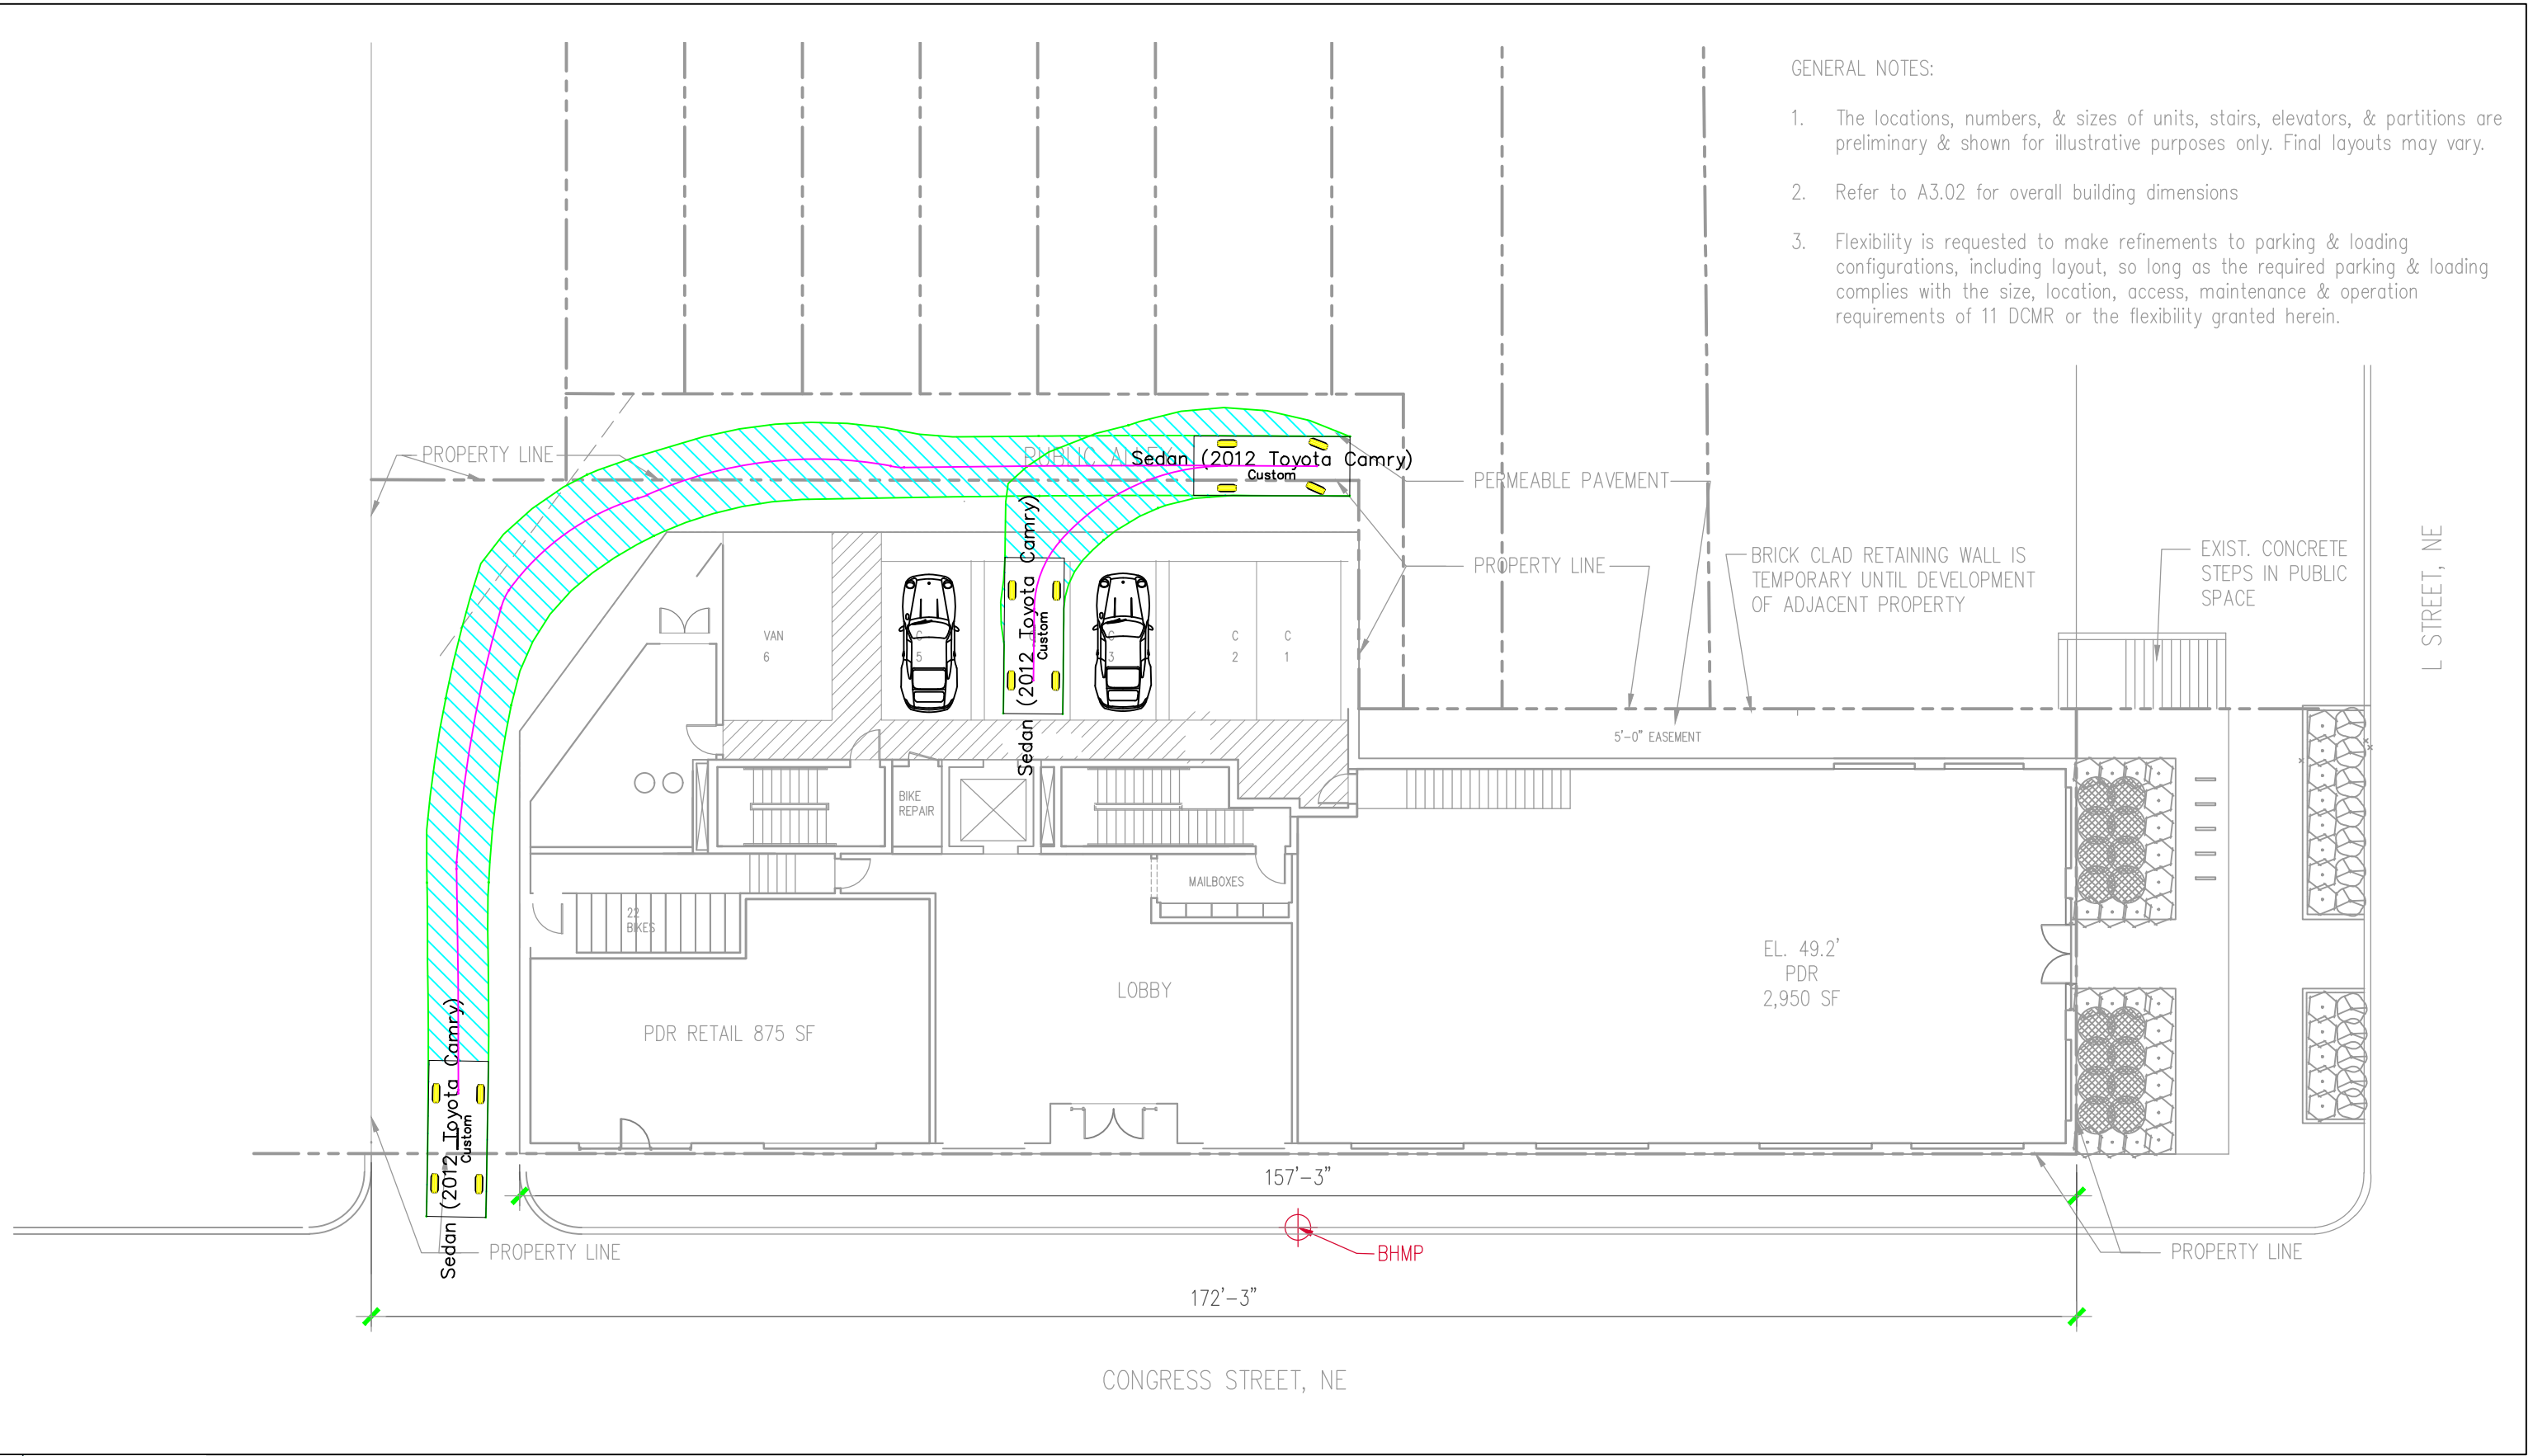 GENERAL NOTES:
1. The locations, numbers, & sizes of units, stairs, elevators, & partitions are
preliminary & shown for illustrative purposes only. Final layouts may vary.
2. Refer to A3.02 for overall building dimensions
3. Flexibility is requested to make refinements to parking & loading
configurations, including layout, so long as the required parking & loading
complies with the size, location, access, maintenance & operation
requirements of 11 DCMR or the flexibility granted herein.
PROPERTY LINE
PUBLIC
Sedan (2012 Toyota Camry)
Custom
PERMEABLE PAVEMENT
PROPERTY LINE
BRICK CLAD RETAINING WALL IS
TEMPORARY UNTIL DEVELOPMENT
OF ADJACENT PROPERTY
EXIST. CONCRETE
STEPS IN PUBLIC
SPACE
L STREET, NE
VAN
6
C
5
Sedan (2012 Toyota Camry)
Custom
C
3
C
2
C
1
5'-0" EASEMENT
BIKE
REPAIR
MAILBOXES
22
BIKES
LOBBY
PDR RETAIL 875 SF
EL. 49.2'
PDR
2,950 SF
Sedan (2012 Toyota Camry)
Custom
157'-3"
BHMP
PROPERTY LINE
PROPERTY LINE
172'-3"
CONGRESS STREET, NE